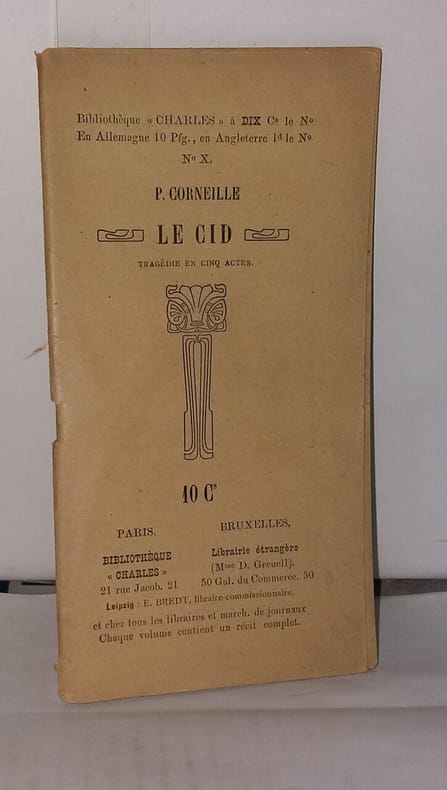 Bibliothèque « CHARLES » à DIX Cs le No
En Allemagne 10 Pfg., en Angleterre 1d le No
No X.
P. CORNEILLE
LE CID
TRAGÉDIE EN CINQ ACTES.
10 Cs
PARIS.
BIBLIOTHÈQUE
« CHARLES »
21 rue Jacob. 21
BRUXELLES,
Librairie étrangère
(Mme D. Greuell).
50 Gal. du Commerce. 50
Leipzig : E. BREDT, libraire-commissionnaire.
et chez tous les libraires et march. de journaux
Chaque volume contient un récit complet.